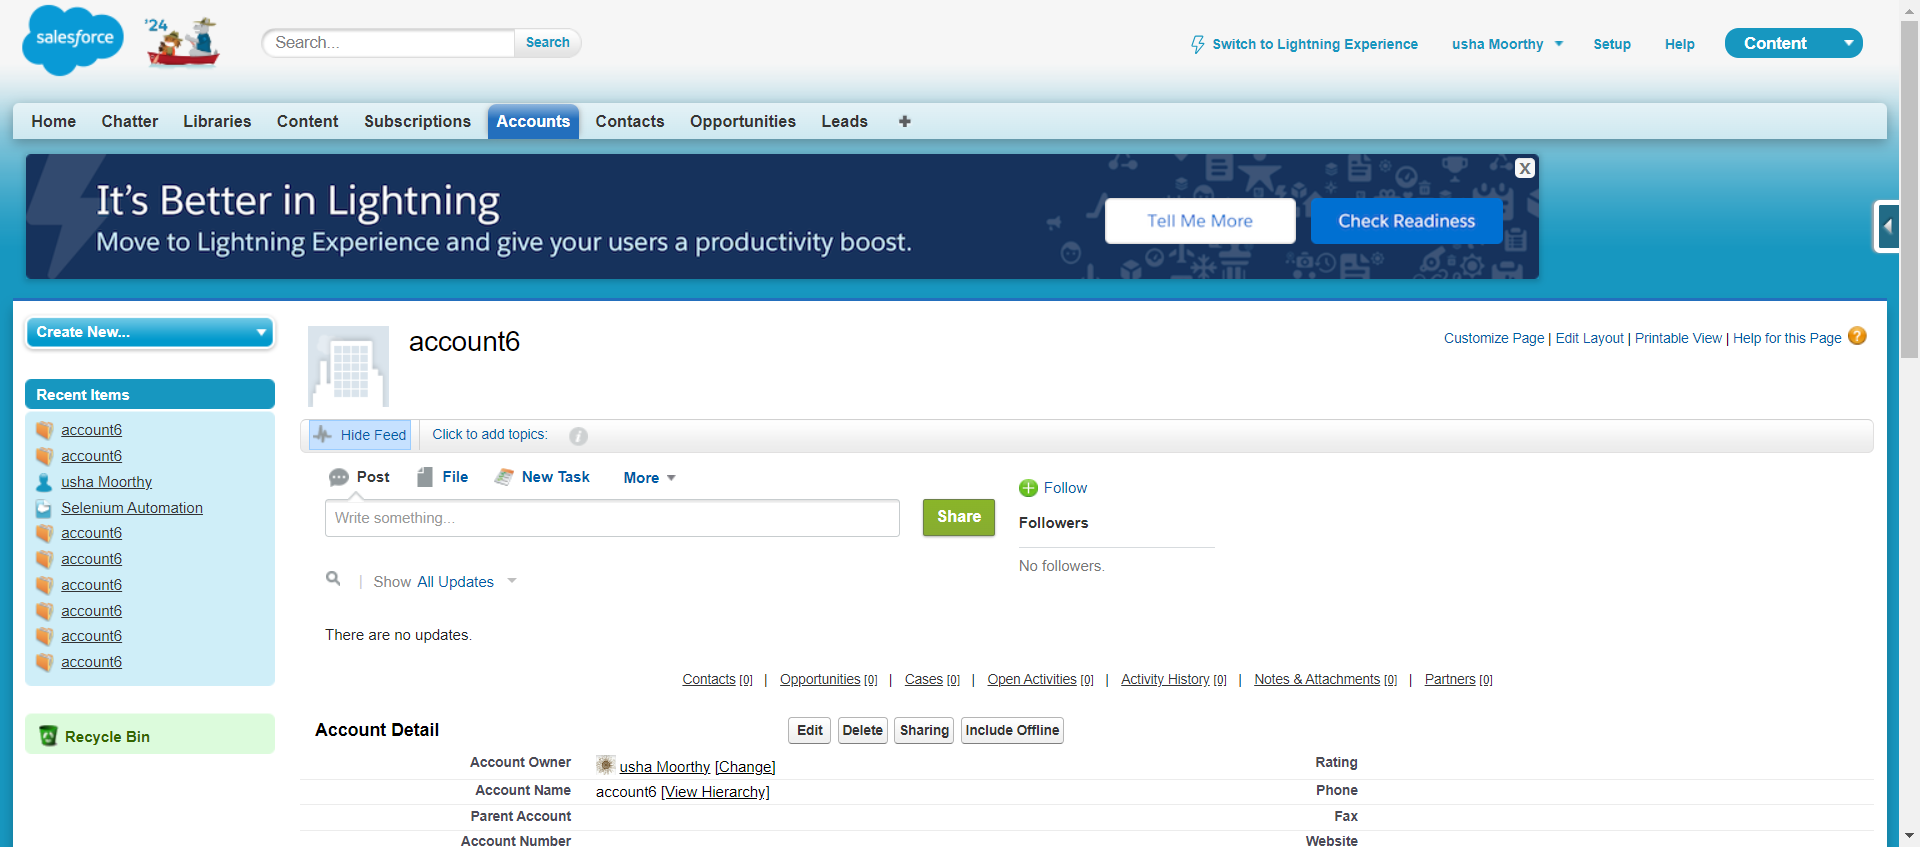 salesforce
'24
Search...
Search
Switch to Lightning Experience
usha Moorthy
Setup
Help
Content
Home
Chatter
Libraries
Content
Subscriptions
Accounts
Contacts
Opportunities
Leads
+
It's Better in Lightning
Move to Lightning Experience and give your users a productivity boost.
Tell Me More
Check Readiness
X
Create New...
account6
Customize Page | Edit Layout | Printable View | Help for this Page ?
Recent Items
account6
account6
usha Moorthy
Selenium Automation
account6
account6
account6
account6
account6
account6
Recycle Bin
Hide Feed
Click to add topics:
i
Post
File
New Task
More
Write something...
Share
Follow
Followers
No followers.
| Show All Updates
There are no updates.
Contacts [0] | Opportunities [0] | Cases [0] | Open Activities [0] | Activity History [0] | Notes & Attachments [0] | Partners [0]
Account Detail
Edit
Delete
Sharing
Include Offline
Account Owner usha Moorthy [Change] Rating
Account Name account6 [View Hierarchy] Phone
Parent Account Fax
Account Number Website